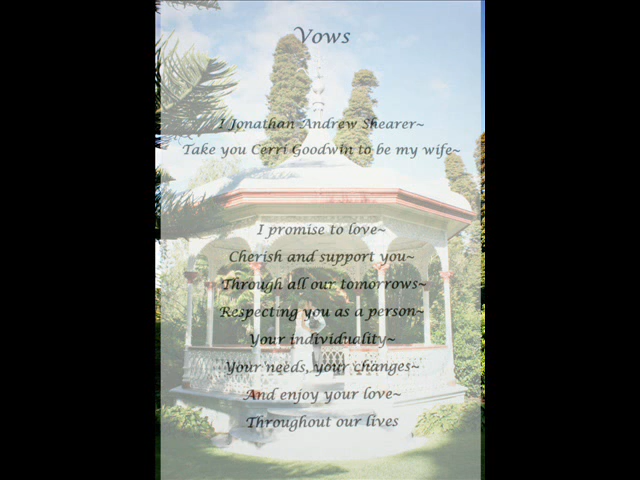 Vows
I Jonathan Andrew Shearer~
Take you Cerri Goodwin to be my wife~
I promise to love~
Cherish and support you~
Through all our tomorrows~
Respecting you as a person~
Your individuality~
Your needs, your changes~
And enjoy your love~
Throughout our lives